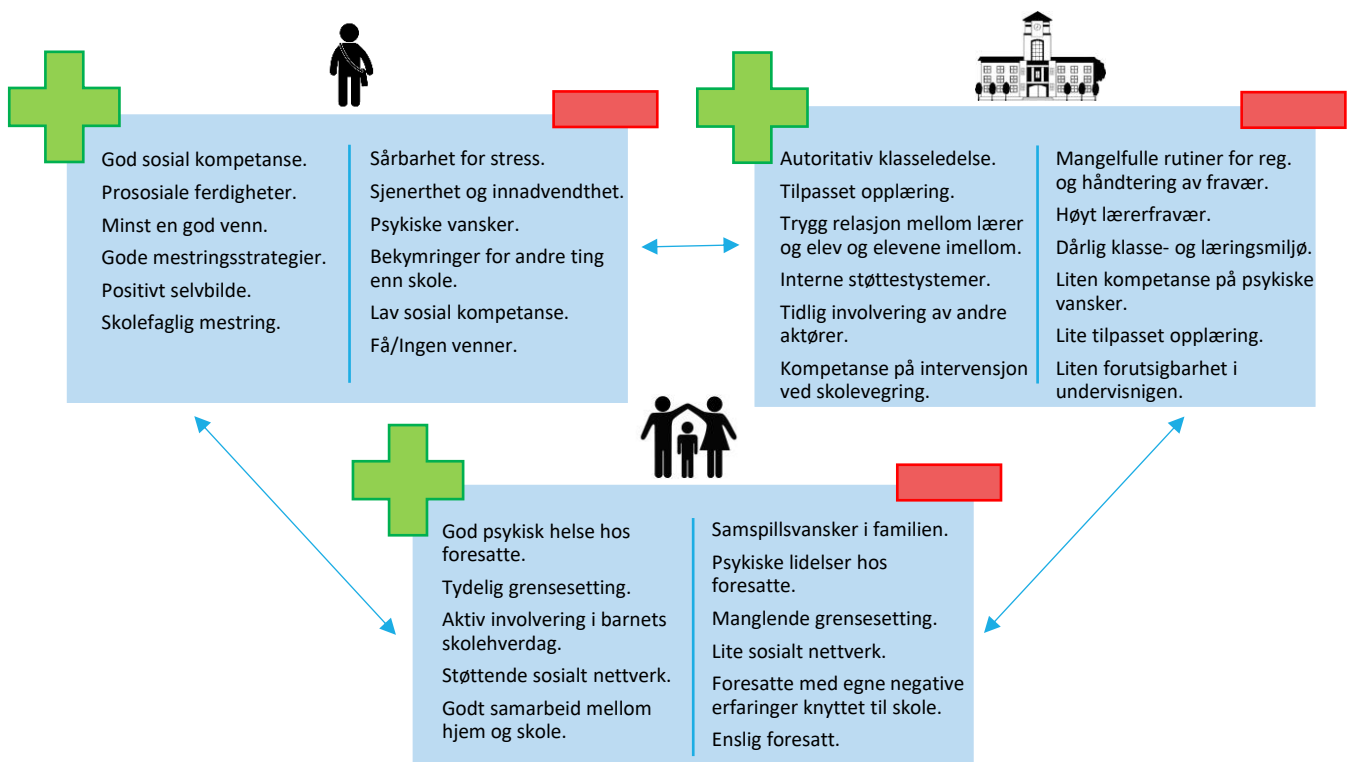 God sosial kompetanse.
Prososiale ferdigheter.
Minst en god venn.
Gode mestringsstrategier.
Positivt selvbilde.
Skolefaglig mestring.
Sårbarhet for stress.
Sjenerthet og innadvendthet.
Psykiske vansker.
Bekymringer for andre ting
enn skole.
Lav sosial kompetanse.
Få/Ingen venner.
Autoritativ klasseledelse.
Tilpasset opplæring.
Trygg relasjon mellom lærer
og elev og elevene imellom.
Interne støttestystemer.
Tidlig involvering av andre
aktører.
Kompetanse på intervensjon
ved skolevegring.
Mangelfulle rutiner for reg.
og håndtering av fravær.
Høyt lærerfravær.
Dårlig klasse- og læringsmiljø.
Liten kompetanse på psykiske
vansker.
Lite tilpasset opplæring.
Liten forutsigbarhet i
undervisnigen.
God psykisk helse hos
foresatte.
Tydelig grensesetting.
Aktiv involvering i barnets
skolehverdag.
Støttende sosialt nettverk.
Godt samarbeid mellom
hjem og skole.
Samspillsvansker i familien.
Psykiske lidelser hos
foresatte.
Manglende grensesetting.
Lite sosialt nettverk.
Foresatte med egne negative
erfaringer knyttet til skole.
Enslig foresatt.